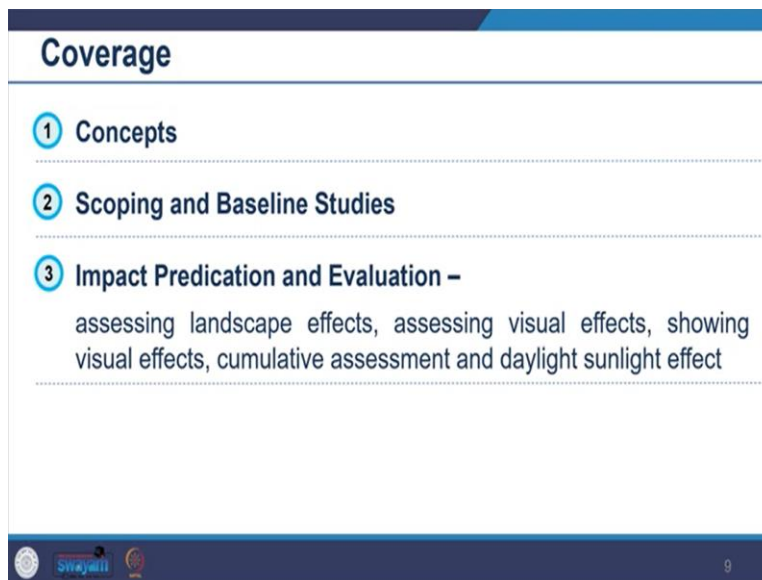 Coverage
1 Concepts
2 Scoping and Baseline Studies
3 Impact Predication and Evaluation –
assessing landscape effects, assessing visual effects, showing
visual effects, cumulative assessment and daylight sunlight effect
swayam
9